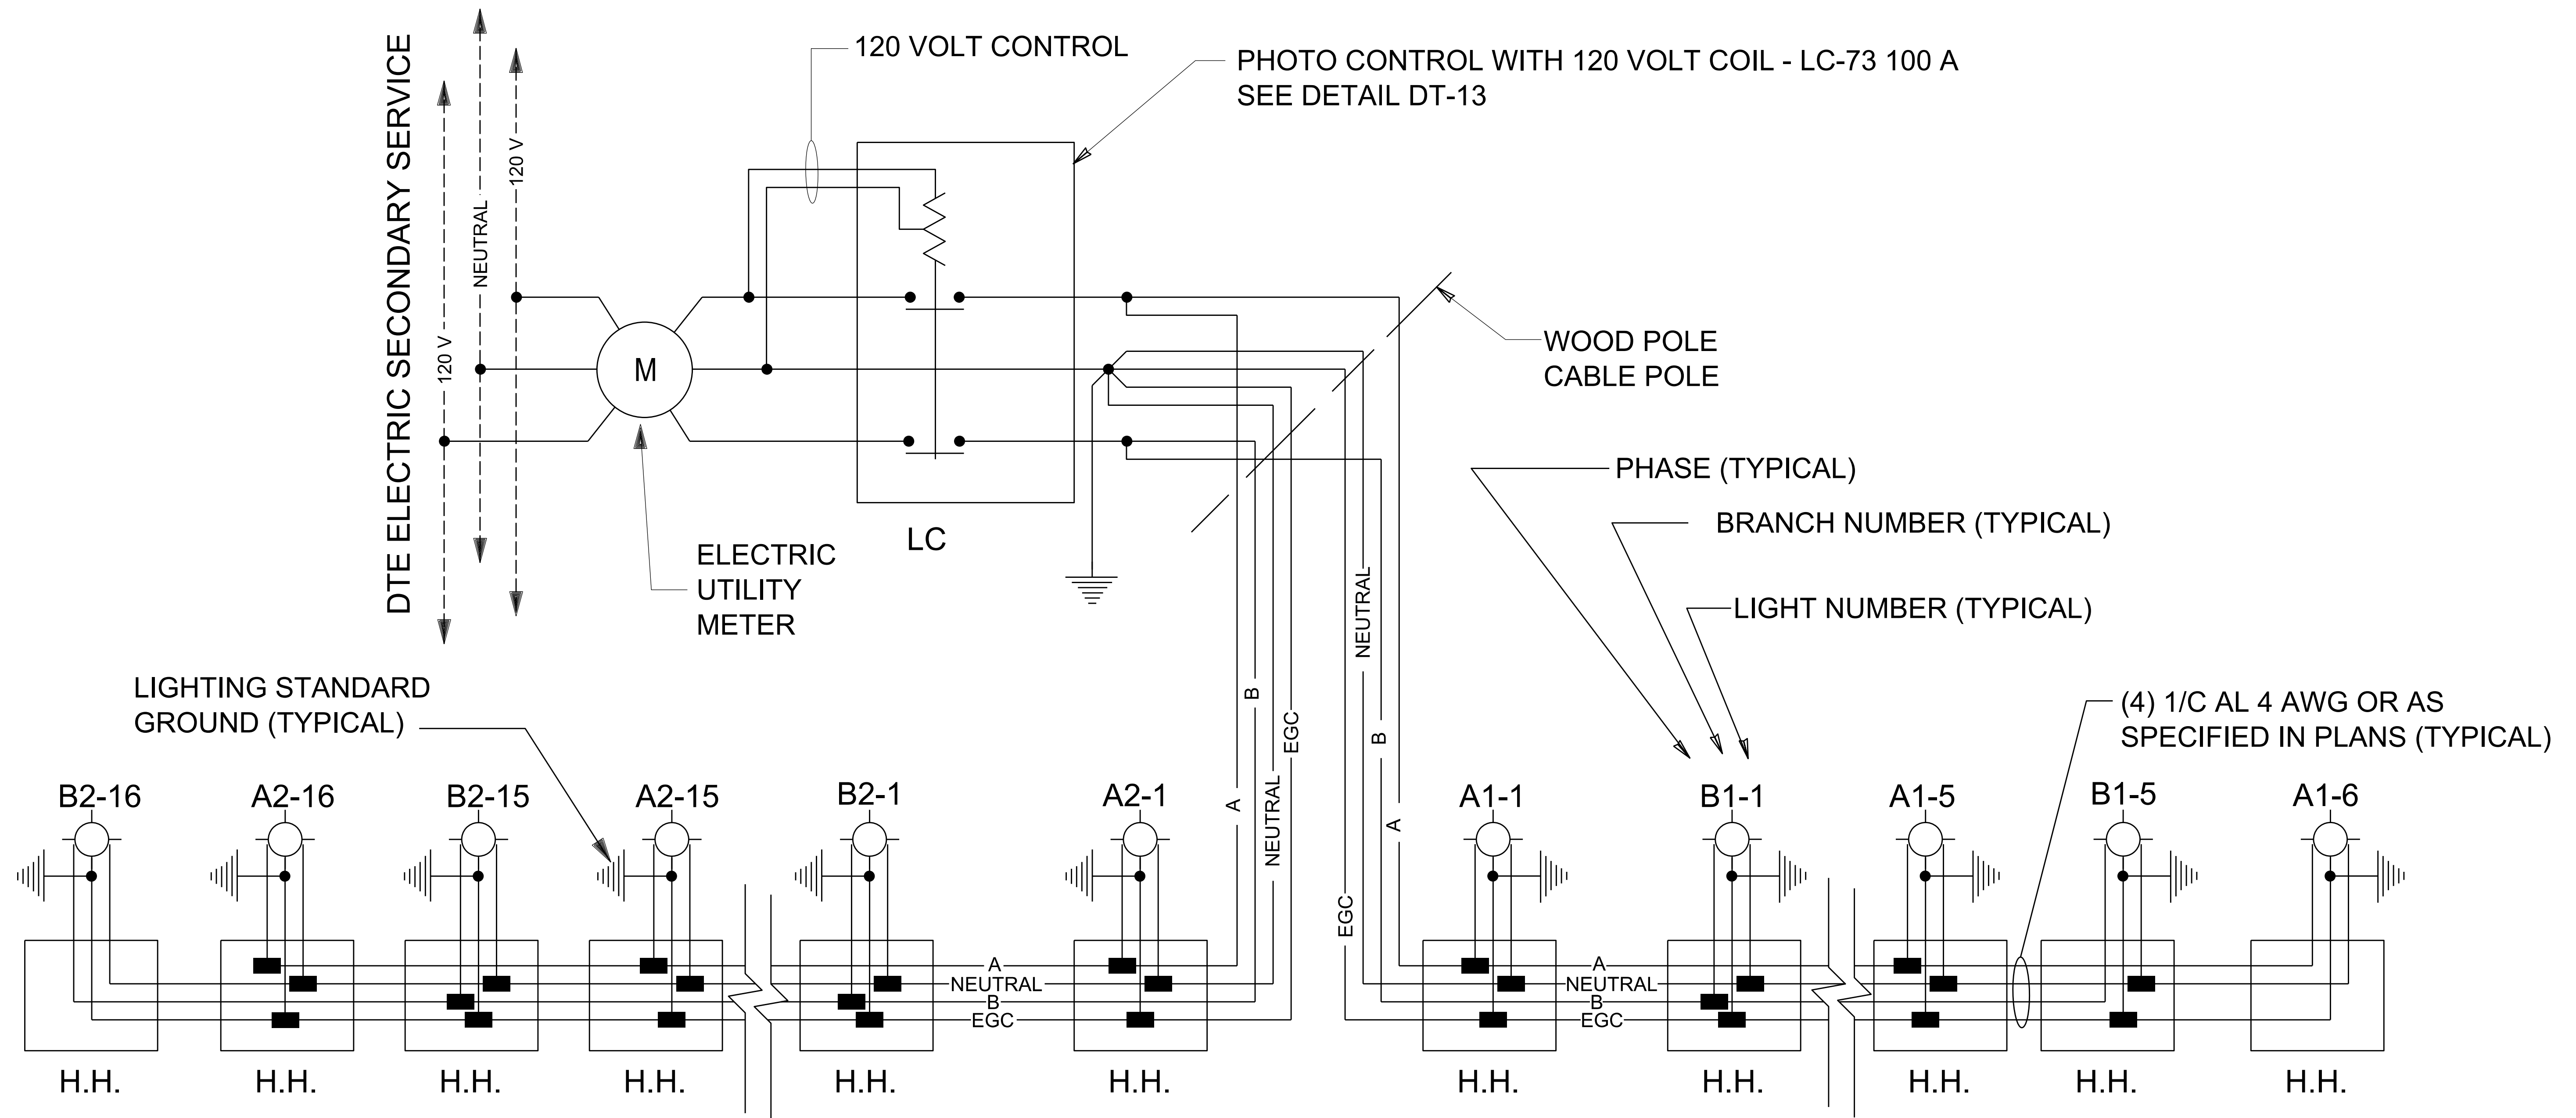 DTE ELECTRIC SECONDARY SERVICE
120 V
NEUTRAL
120 V
120 VOLT CONTROL
PHOTO CONTROL WITH 120 VOLT COIL - LC-73 100 A
SEE DETAIL DT-13
M
LC
ELECTRIC
UTILITY
METER
WOOD POLE
CABLE POLE
PHASE (TYPICAL)
BRANCH NUMBER (TYPICAL)
LIGHT NUMBER (TYPICAL)
(4) 1/C AL 4 AWG OR AS
SPECIFIED IN PLANS (TYPICAL)
LIGHTING STANDARD
GROUND (TYPICAL)
A
B
NEUTRAL
EGC
EGC
NEUTRAL
B
A
B2-16
A2-16
B2-15
A2-15
B2-1
A2-1
A1-1
B1-1
A1-5
B1-5
A1-6
A
NEUTRAL
B
EGC
A
NEUTRAL
B
EGC
H.H.
H.H.
H.H.
H.H.
H.H.
H.H.
H.H.
H.H.
H.H.
H.H.
H.H.